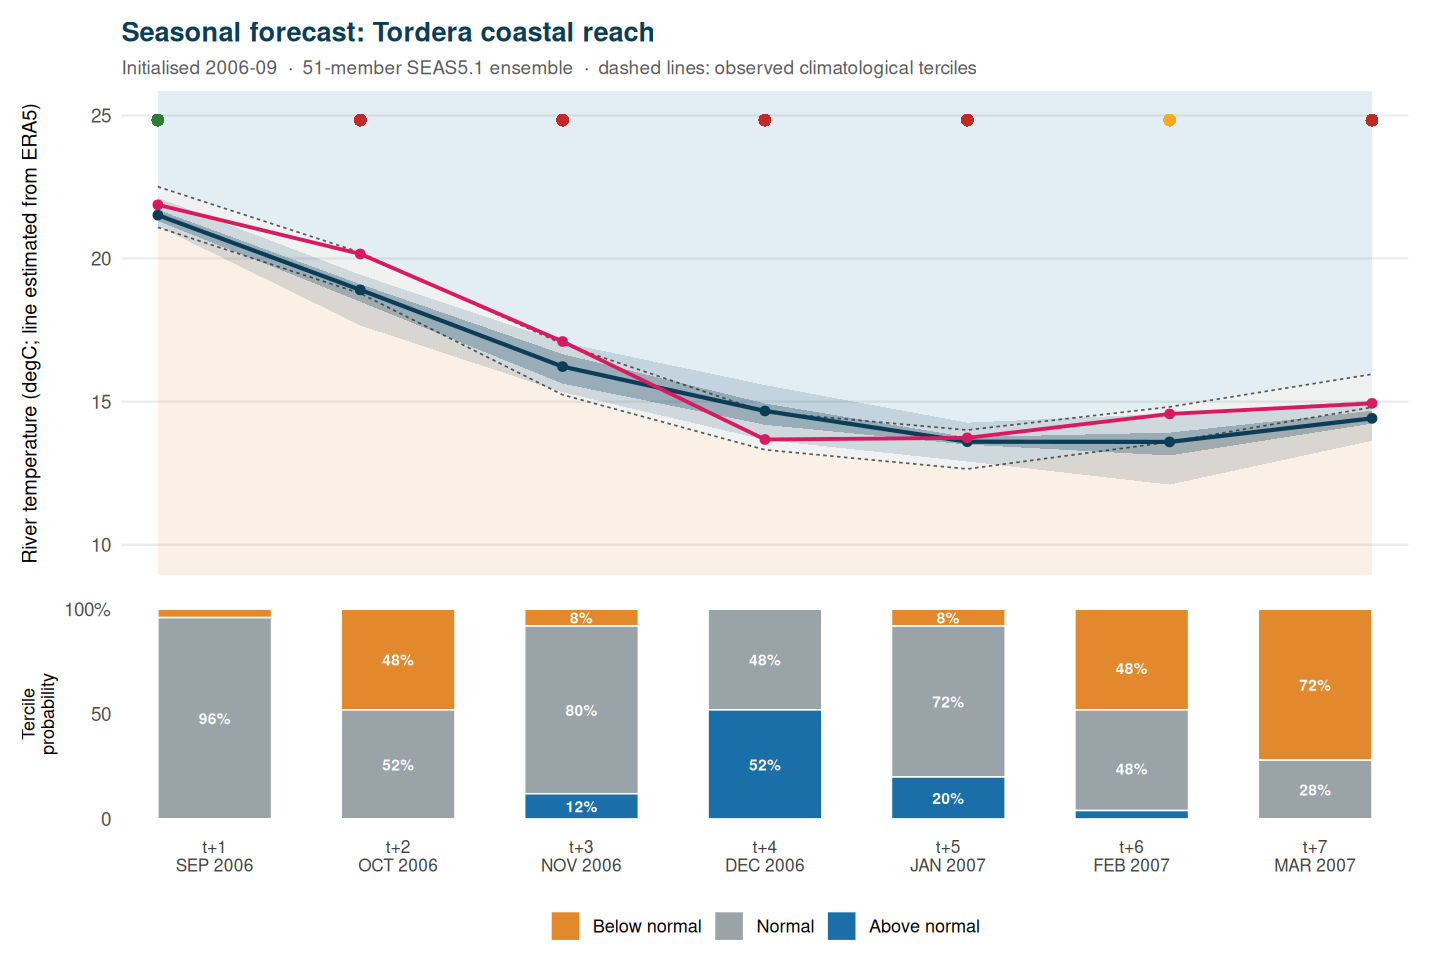 Seasonal forecast: Tordera coastal reach
Initialised 2006-09 · 51-member SEAS5.1 ensemble · dashed lines: observed climatological terciles
River temperature (degC; line estimated from ERA5)
25
20
15
10
Tercile
probability
100%
50
0
96%
48%
52%
8%
80%
12%
48%
52%
8%
72%
20%
48%
48%
72%
28%
t+1
SEP 2006
t+2
OCT 2006
t+3
NOV 2006
t+4
DEC 2006
t+5
JAN 2007
t+6
FEB 2007
t+7
MAR 2007
Below normal
Normal
Above normal